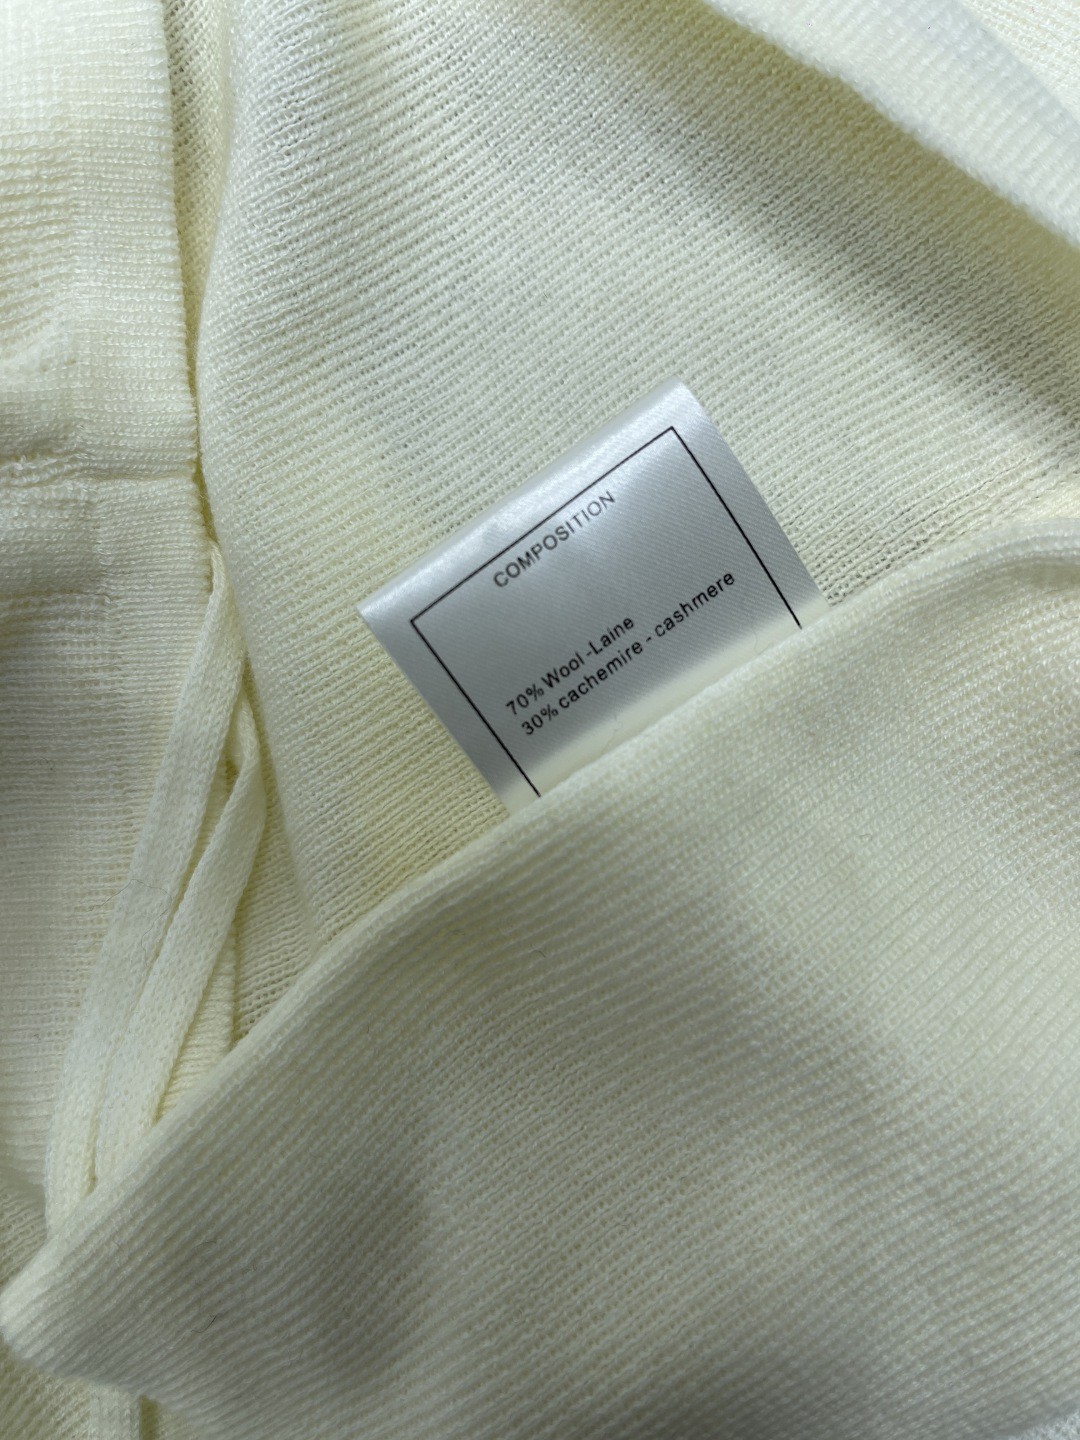 COMPOSITION
70% Wool -Laine
30% cachemire - cashmere